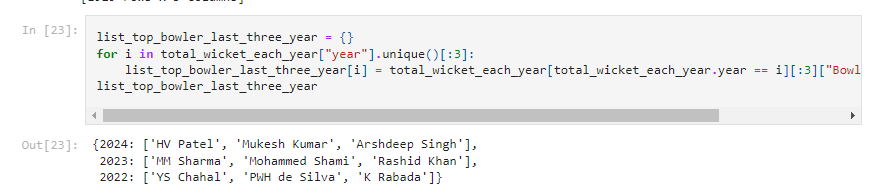 In [23]:
list_top_bowler_last_three_year = {}
for i in total_wicket_each_year["year"].unique()[:3]:
    list_top_bowler_last_three_year[i] = total_wicket_each_year[total_wicket_each_year.year == i][:3]["Bowl
list_top_bowler_last_three_year
Out[23]:
{2024: ['HV Patel', 'Mukesh Kumar', 'Arshdeep Singh'],
 2023: ['MM Sharma', 'Mohammed Shami', 'Rashid Khan'],
 2022: ['YS Chahal', 'PWH de Silva', 'K Rabada']}